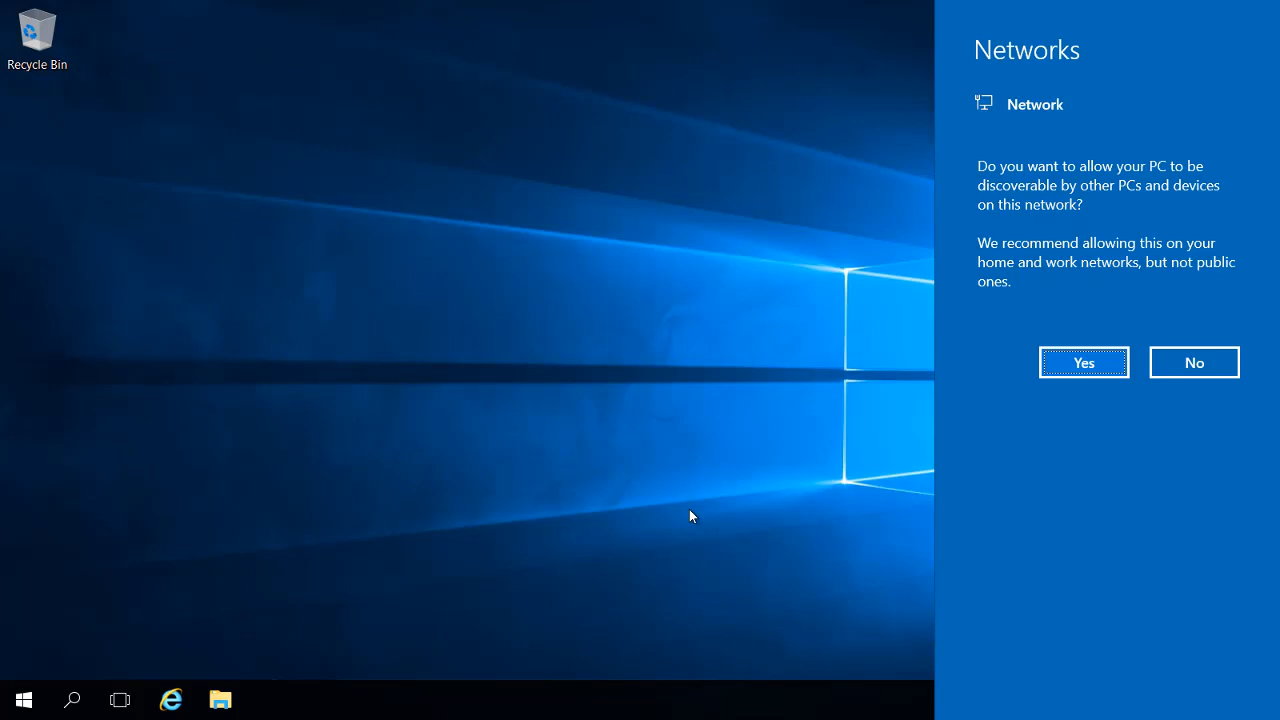 Recycle Bin
Networks
Network
Do you want to allow your PC to be
discoverable by other PCs and devices
on this network?
We recommend allowing this on your
home and work networks, but not public
ones.
Yes
No